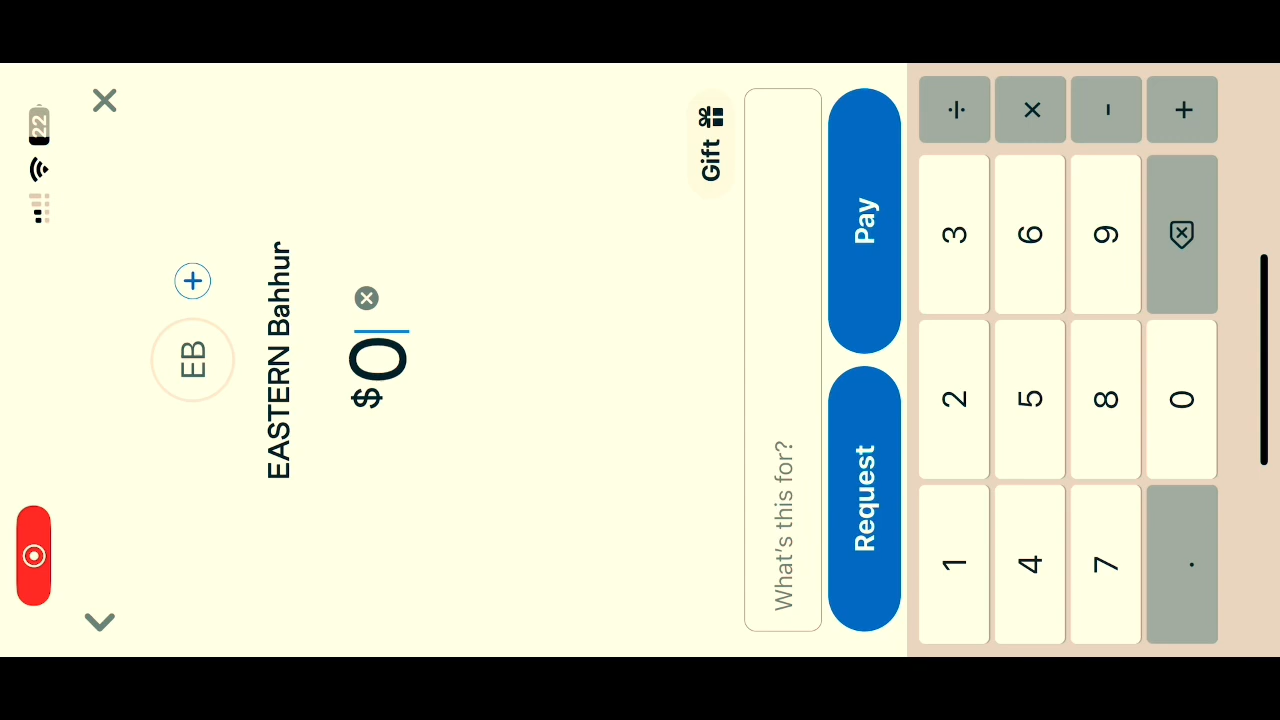 22
EB
+
EASTERN Bahhur
$0
Gift
What's this for?
Request
Pay
1 2 3 ÷
4 5 6 ×
7 8 9 -
. 0 +